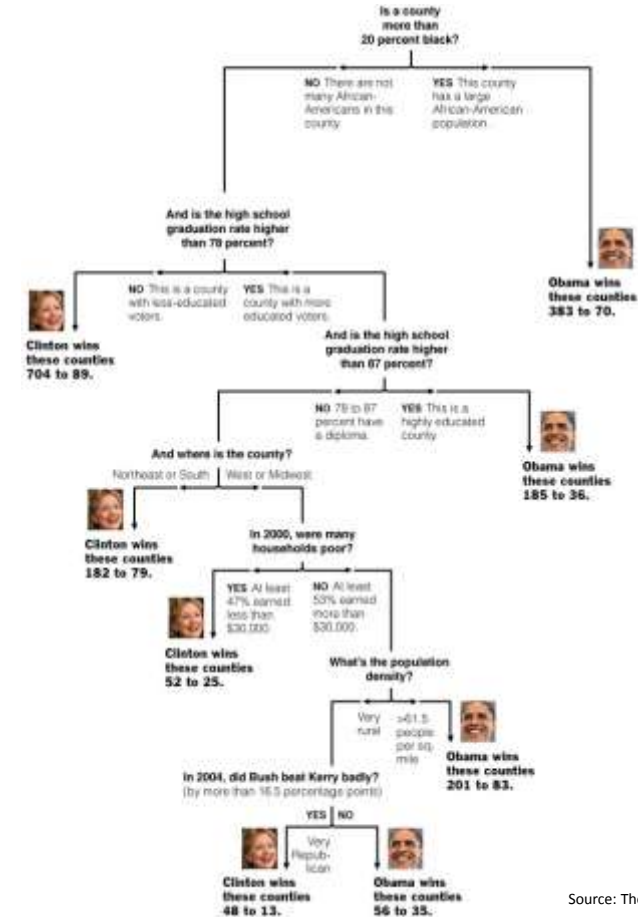 Is a county
more than
20 percent black?
NO There are not
many African-
Americans in this
county.
YES This county
has a large
African-American
population.
And is the high school
graduation rate higher
than 78 percent?
Obama wins
these counties
383 to 70.
NO This is a county
with less-educated
voters.
YES This is a
county with more
educated voters.
Clinton wins
these counties
704 to 89.
And is the high school
graduation rate higher
than 87 percent?
NO 78 to 87
percent have
a diploma.
YES This is a
highly educated
county
Obama wins
these counties
185 to 36.
And where is the county?
Northeast or South
West or Midwest
Clinton wins
these counties
182 to 79.
In 2000, were many
households poor?
YES At least
47% earned
less than
$30,000.
NO At least
53% earned
more than
$30,000.
Clinton wins
these counties
52 to 25.
What's the population
density?
Very
rural
>61.5
people
per sq.
mile
Obama wins
these counties
201 to 83.
In 2004, did Bush beat Kerry badly?
(by more than 16.5 percentage points)
YES NO
Very
Repub-
lican
Clinton wins
these counties
48 to 13.
Obama wins
these counties
56 to 35.
Source: Th